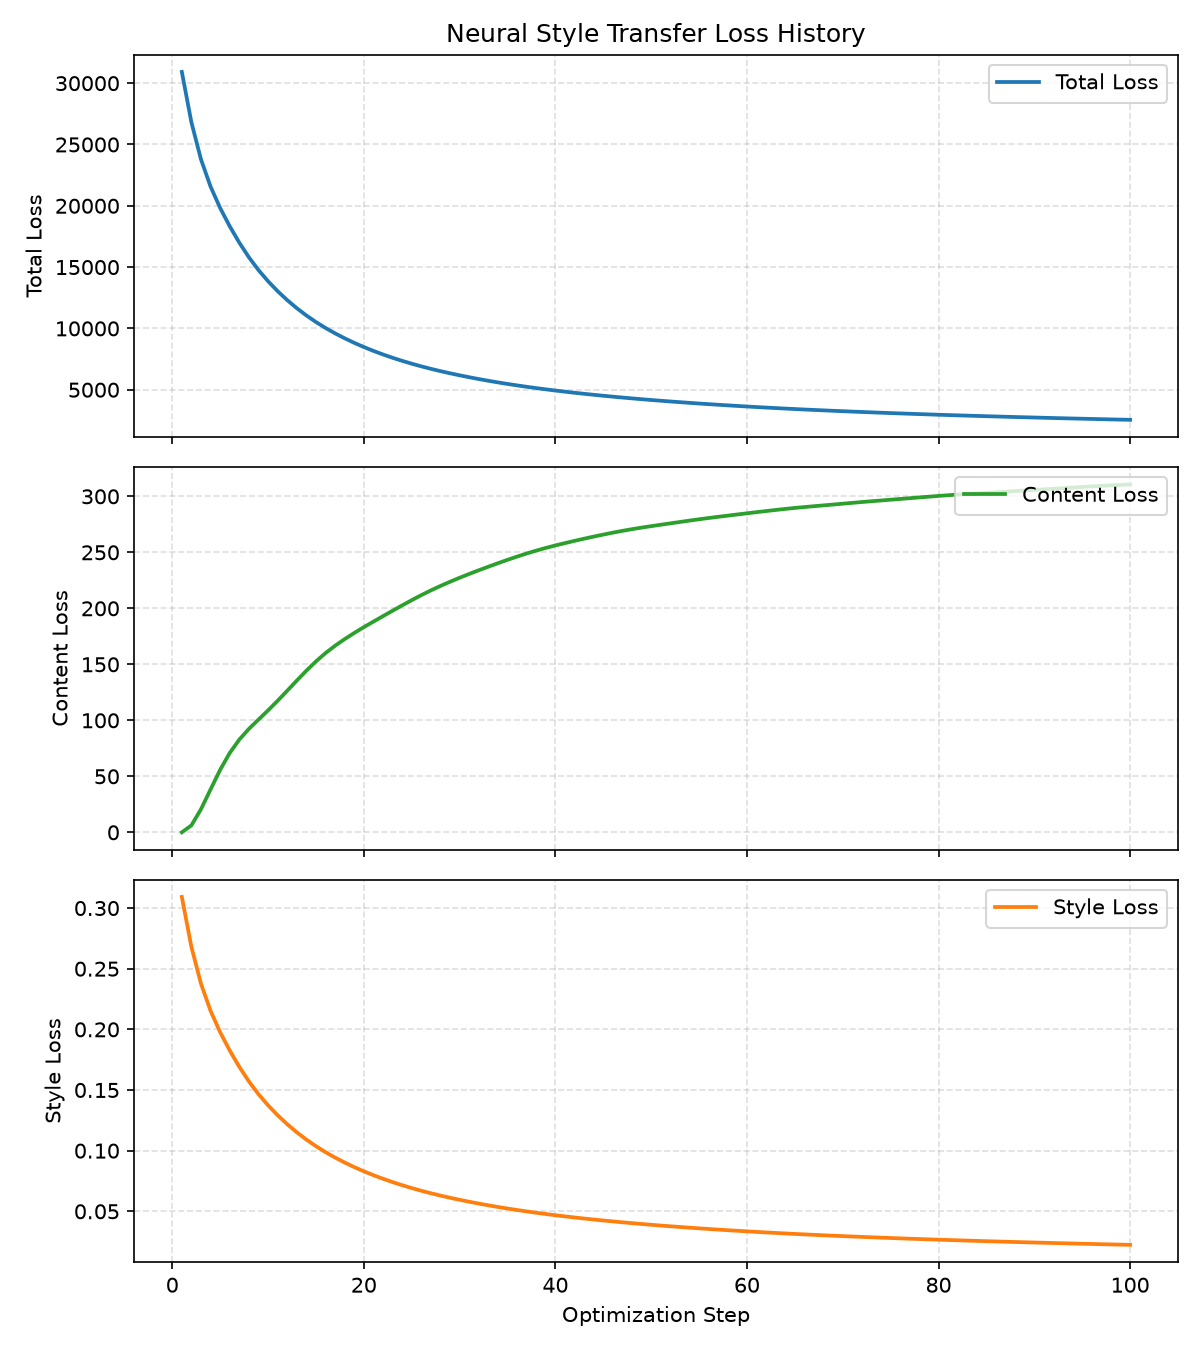 Neural Style Transfer Loss History
Total Loss
30000
25000
20000
15000
10000
5000
Total Loss
Content Loss
300
250
200
150
100
50
0
Content Loss
Style Loss
0.30
0.25
0.20
0.15
0.10
0.05
Style Loss
0 20 40 60 80 100
Optimization Step